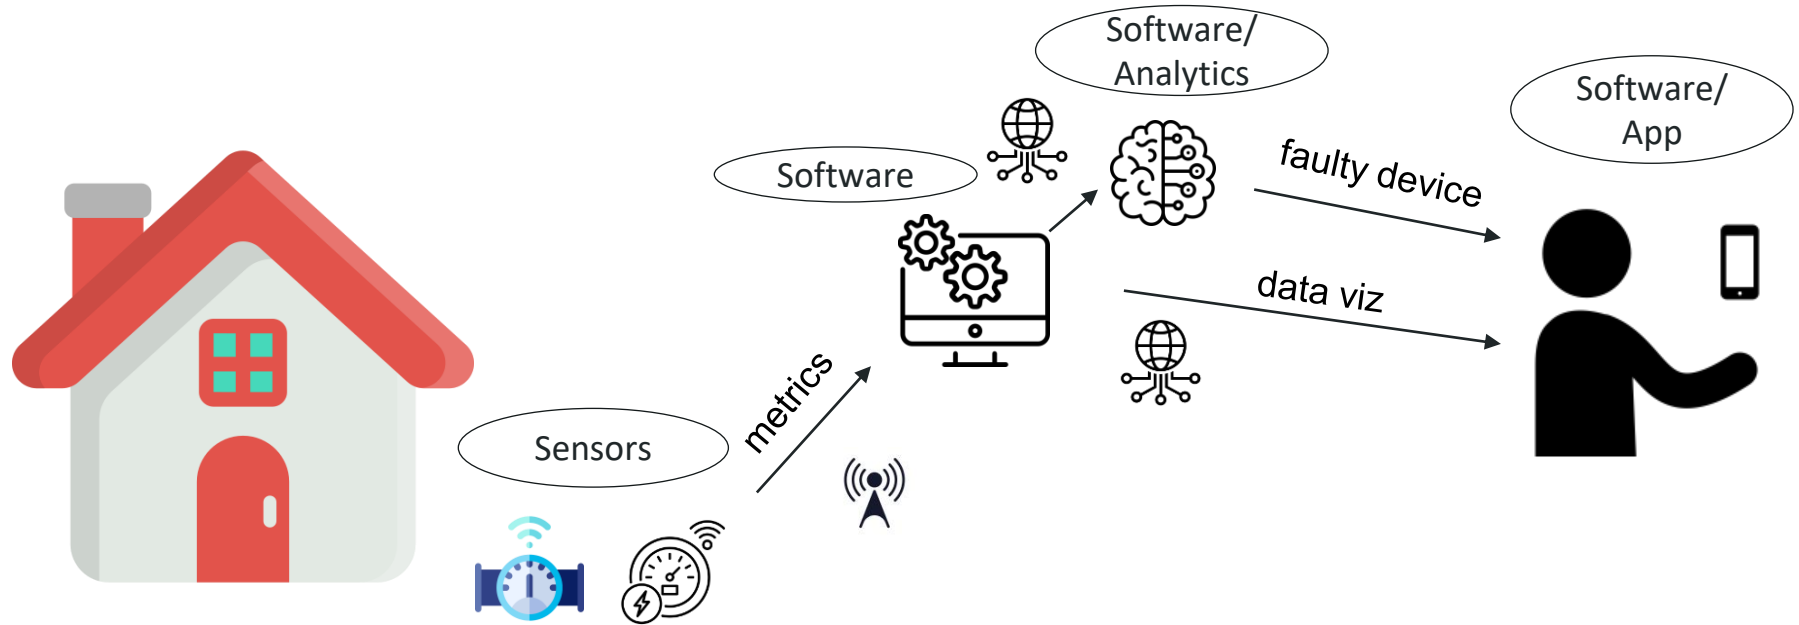 Software/
Analytics
Software/
App
Software
faulty device
data viz
metrics
Sensors